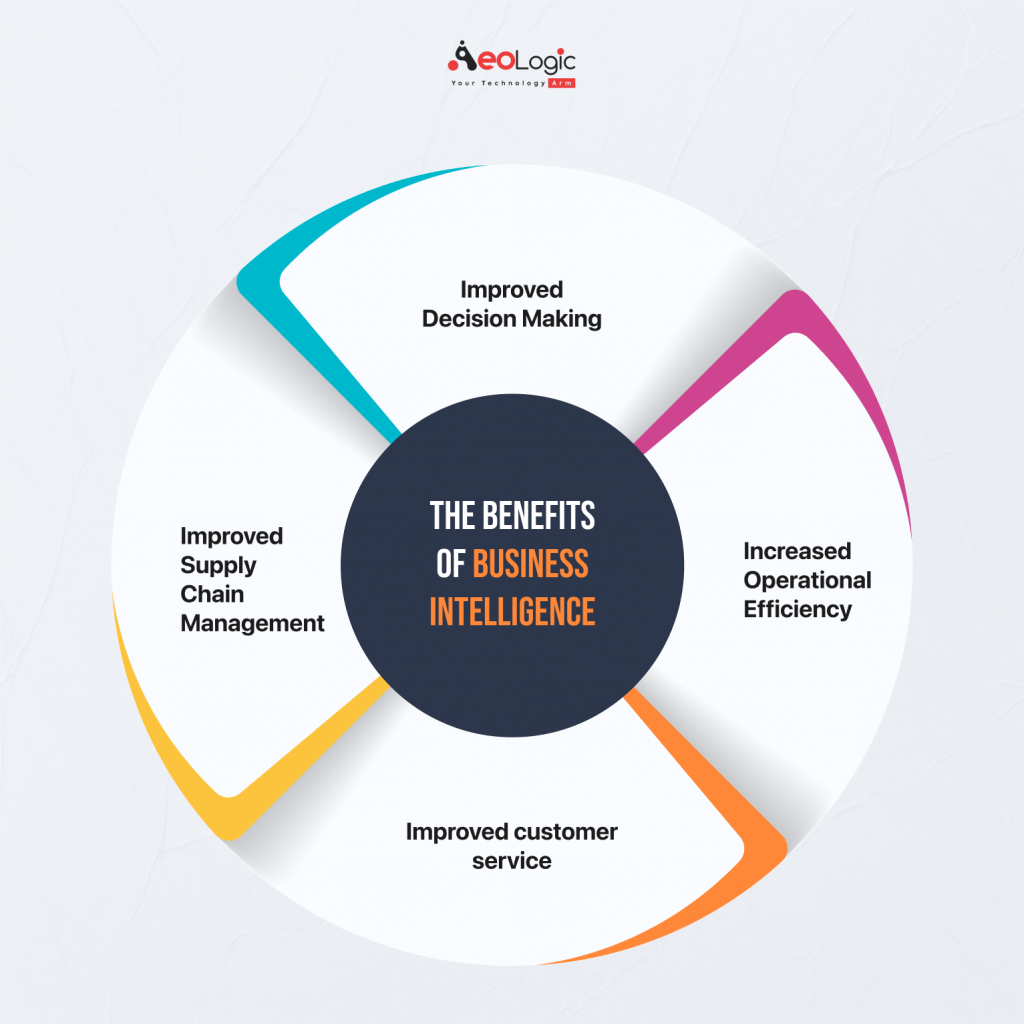 AeoLogic
Your Technology Arm
Improved
Decision Making
Increased
Operational
Efficiency
Improved customer
service
Improved
Supply
Chain
Management
THE BENEFITS
OF BUSINESS
INTELLIGENCE